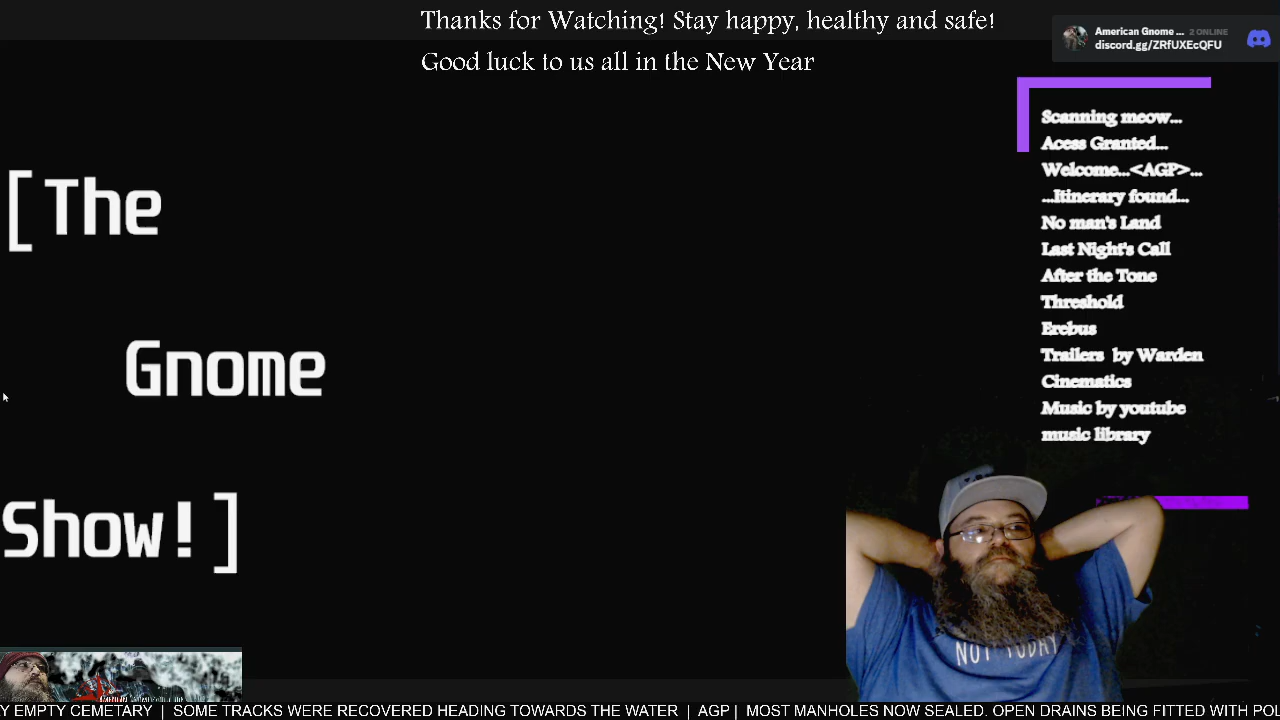 Thanks for Watching! Stay happy, healthy and safe!
Good luck to us all in the New Year
American Gnome ... 2 ONLINE
discord.gg/ZRfUXEcQFU
Scanning meow...
Acess Granted...
Welcome...<AGP>...
...Itinerary found...
No man's Land
Last Night's Call
After the Tone
Threshold
Erebus
Trailers by Warden
Cinematics
Music by youtube
music library
[The
Gnome
Show!]
NOT TODAY
Y EMPTY CEMETARY | SOME TRACKS WERE RECOVERED HEADING TOWARDS THE WATER | AGP | MOST MANHOLES NOW SEALED. OPEN DRAINS BEING FITTED WITH